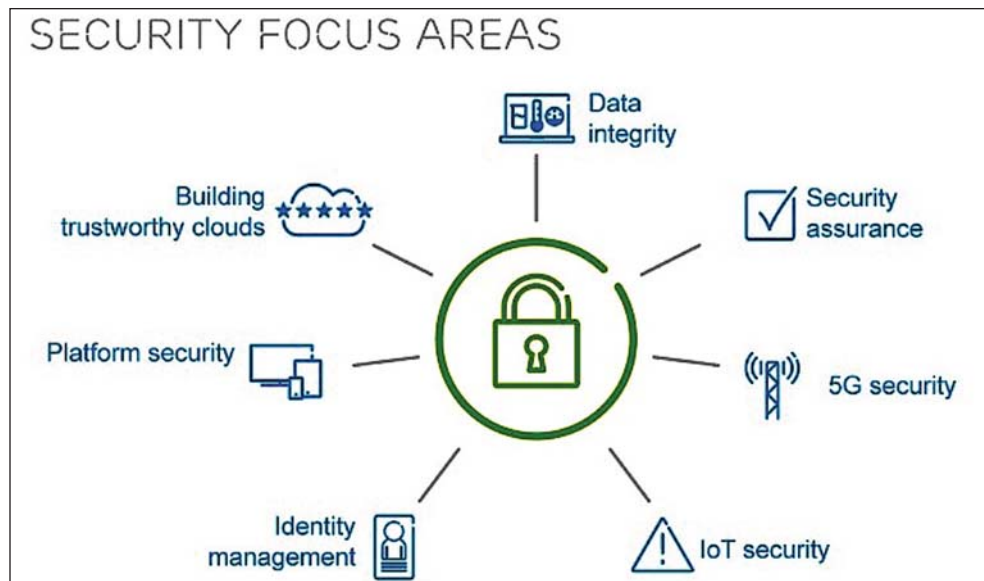 SECURITY FOCUS AREAS
Data
integrity
Building
trustworthy clouds
Security
assurance
Platform security
5G security
Identity
management
IoT security